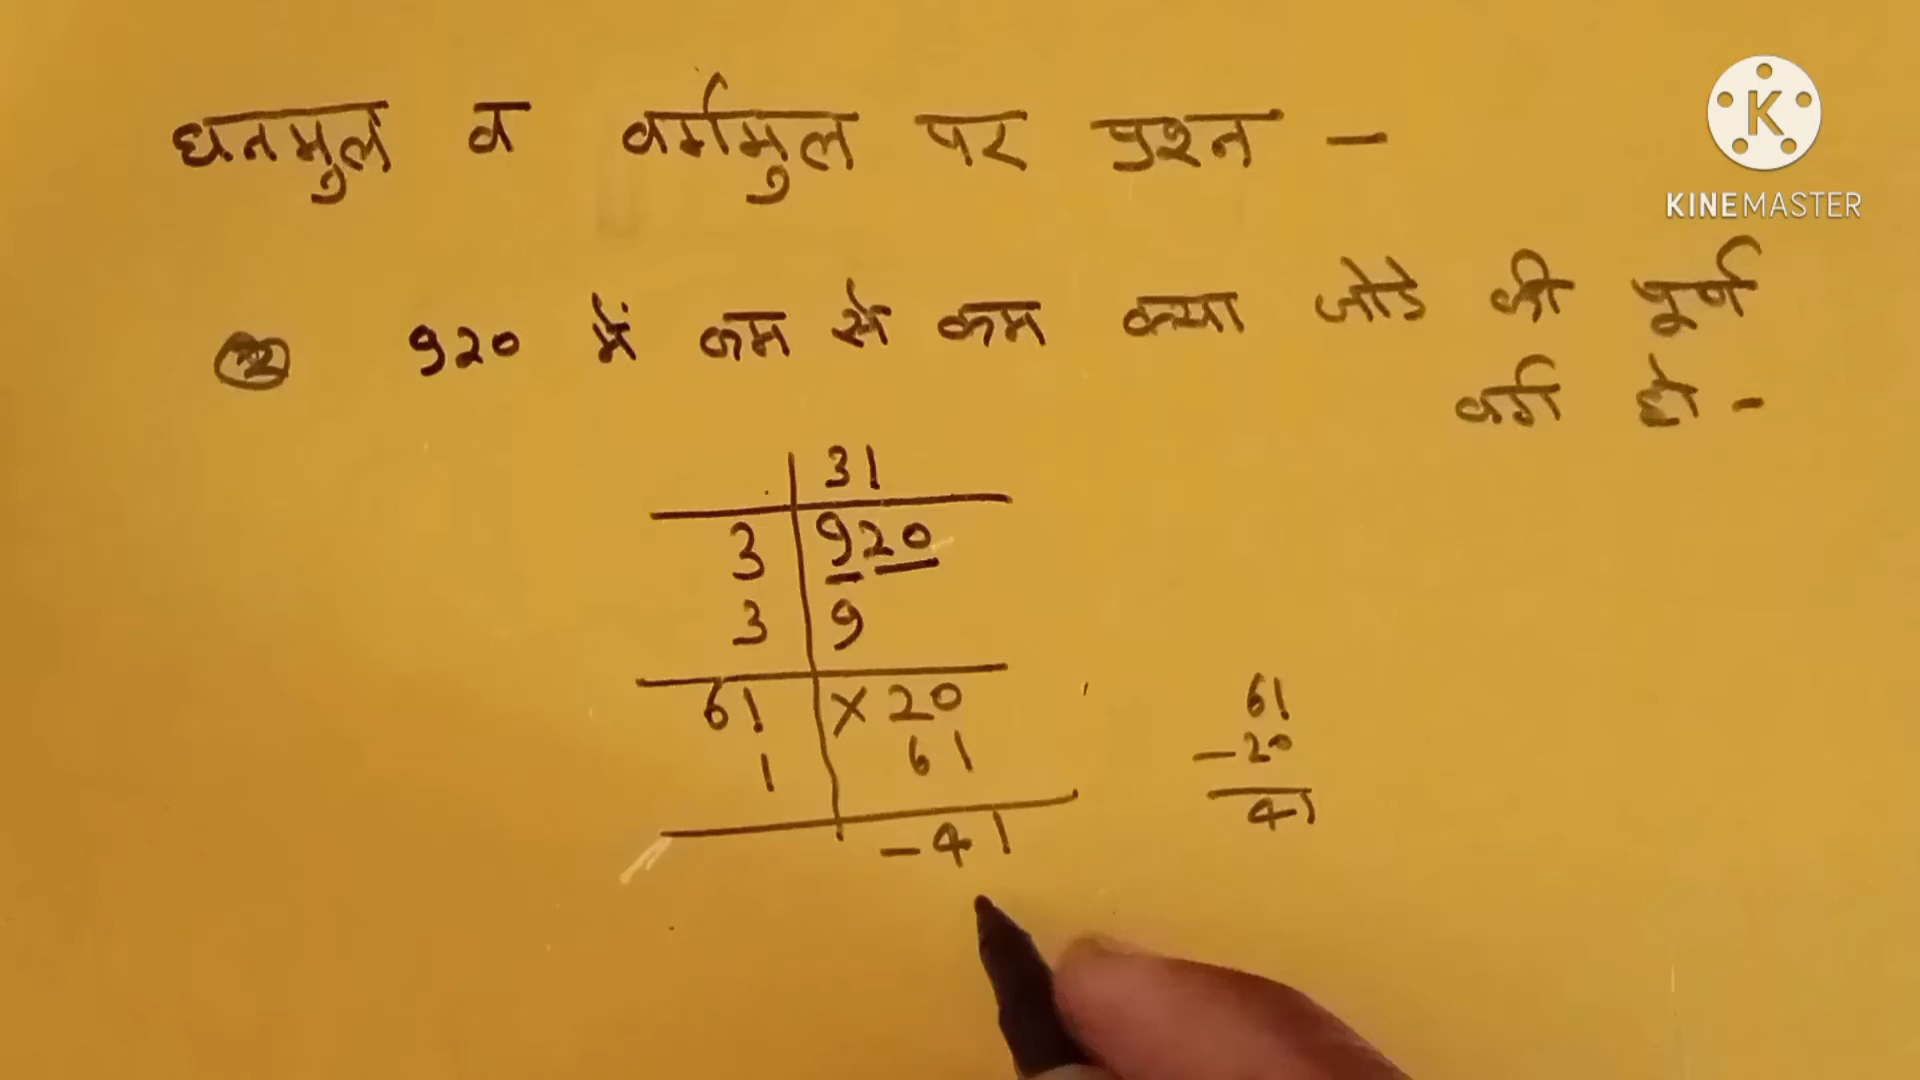 घनमुल व वर्गमुल पर प्रश्न -
K
KINEMASTER
920 में कम से कम क्या जोडे की पूर्ण
वर्ग हो -
31
3 920
3 9
61 × 20
1 61
- 41
61
- 20
41